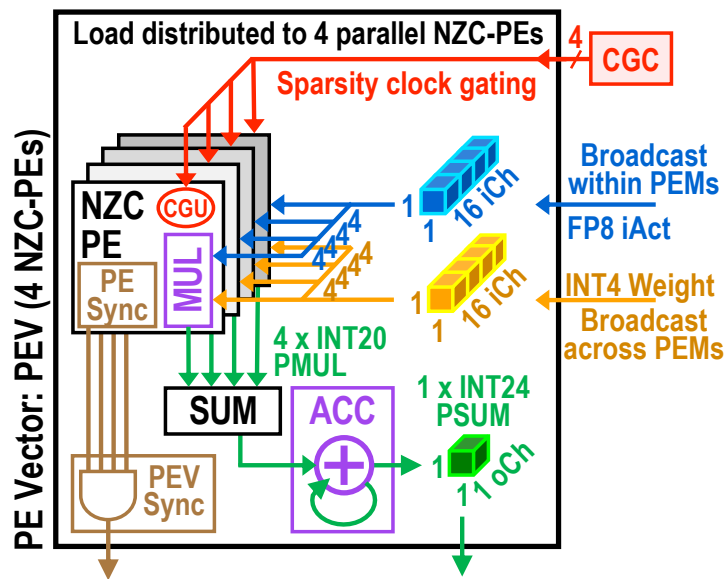 Load distributed to 4 parallel NZC-PEs
4
CGC
Sparsity clock gating
PE Vector: PEV (4 NZC-PEs)
NZC
PE
CGU
MUL
PE
Sync
4
4
4
4
1
1
16 iCh
Broadcast
within PEMs
FP8 iAct
4
4
4
4
1
1
16 iCh
INT4 Weight
Broadcast
across PEMs
4 x INT20
PMUL
SUM
ACC
1 x INT24
PSUM
1
1
1 oCh
PEV
Sync